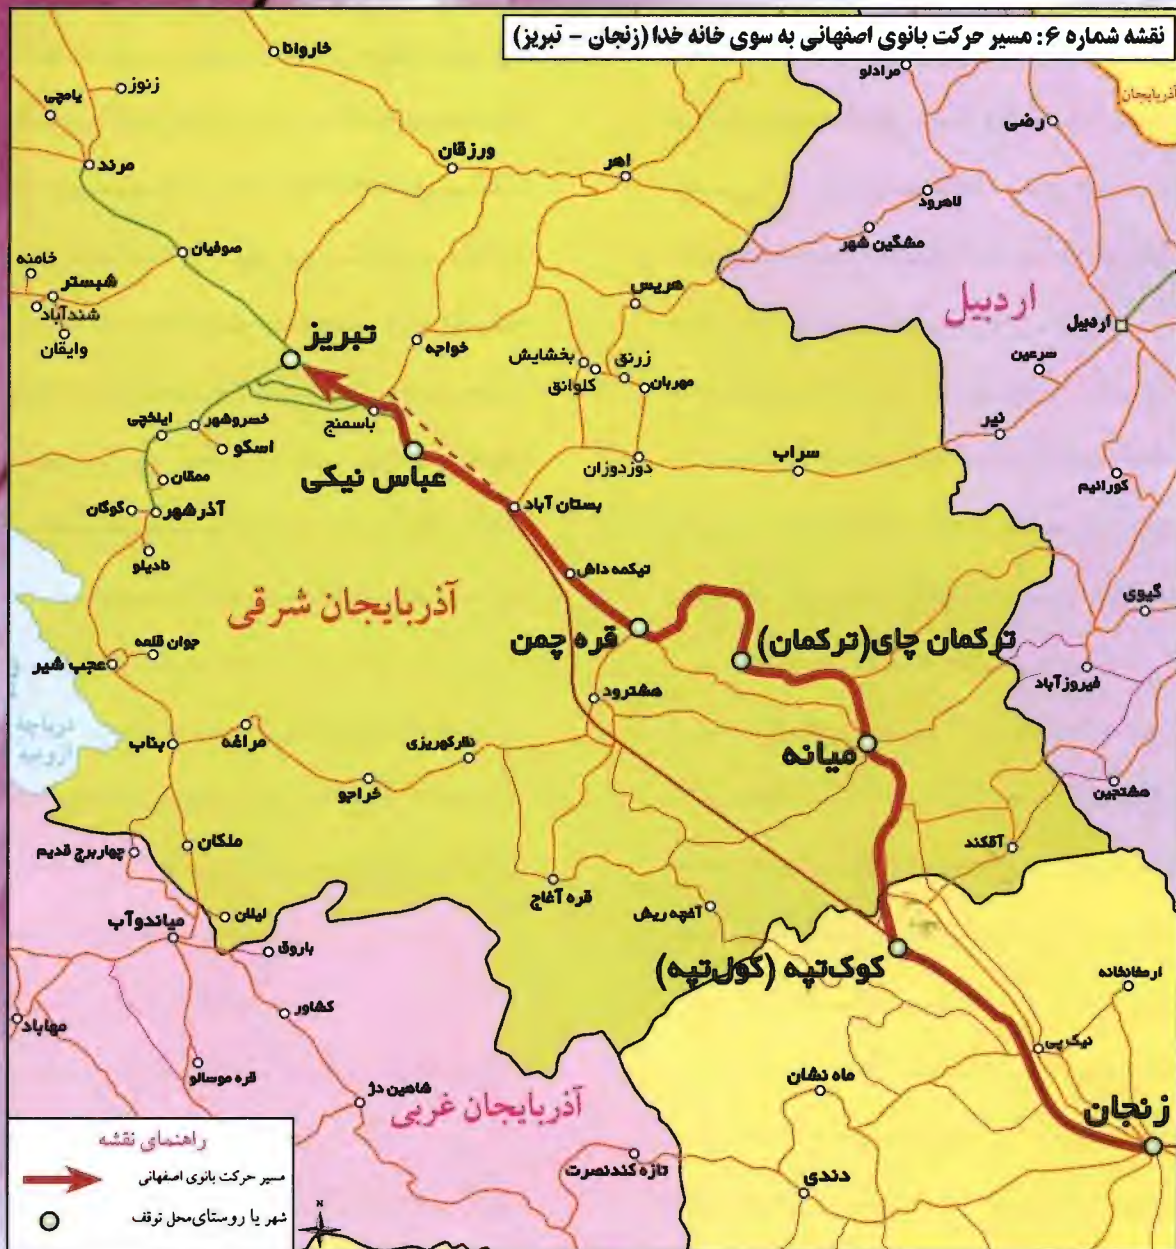 نقشه شماره ۶: مسیر حرکت بانوی اصفهانی به سوی خانه خدا (زنجان - تبریز)
خاروانا
مرادلو
آذربایجان
زنوز
یامچی
رضی
مرند
ورزقان
اهر
لاهرود
مشگین شهر
صوفیان
خامنه
شبستر
شندآباد
وایقان
هریس
اردبیل
اردبیل
تبریز
خواجه
بخشایش
کلوانق
زرنق
مهربان
سرعین
باسمنج
خسروشهر
ایلخچی
اسکو
نیر
عباس نیکی
دوزدوزان
سراب
ممقان
کورائیم
گوگان
آذرشهر
بستان آباد
نادیلو
تیکمه داش
آذربایجان شرقی
گیوی
جوان قلعه
عجب شیر
قره چمن
ترکمان چای(ترکمان)
فیروزآباد
هشترود
دریاچه
ارومیه
بناب
مراغه
نظرکهریزی
میانه
خراجو
هشتجین
ملکان
چهاربرج قدیم
آقکند
قره آغاج
لیلان
آغچه ریش
میاندوآب
باروق
کوک‌تپه (کول‌تپه)
ارمغانخانه
کشاور
مهاباد
نیک پی
قره موسالو
ماه نشان
شاهین دژ
آذربایجان غربی
زنجان
تازه کندنصرت
دندی
راهنمای نقشه
مسیر حرکت بانوی اصفهانی
شهر یا روستای‌محل توقف
N